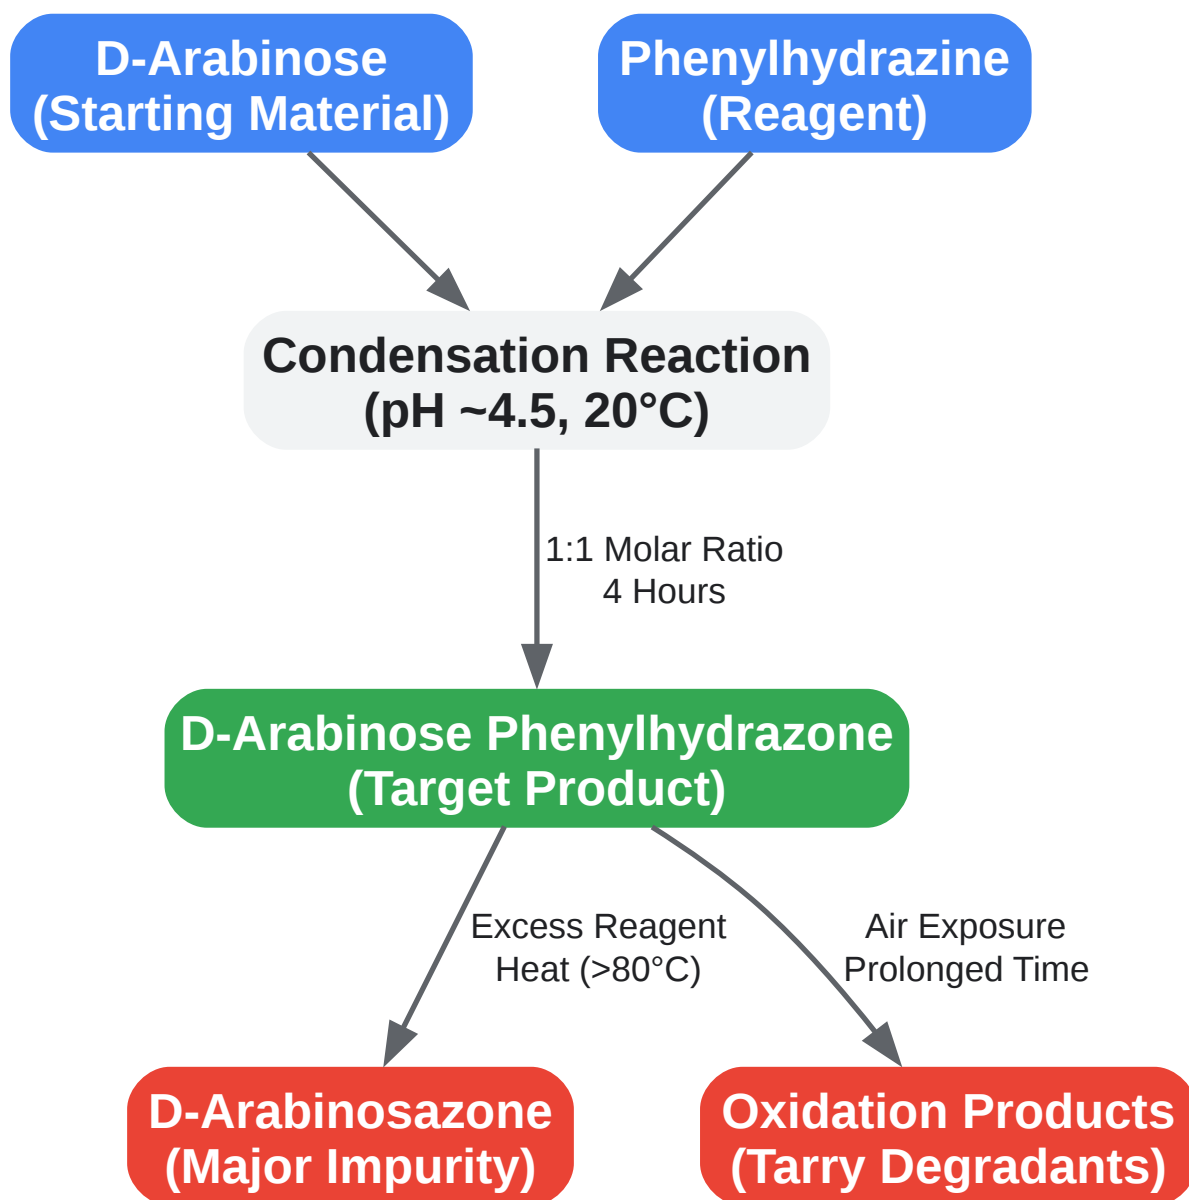 D-Arabinose
(Starting Material)
Phenylhydrazine
(Reagent)
Condensation Reaction
(pH ~4.5, 20°C)
1:1 Molar Ratio
4 Hours
D-Arabinose Phenylhydrazone
(Target Product)
Excess Reagent
Heat (>80°C)
Air Exposure
Prolonged Time
D-Arabinosazone
(Major Impurity)
Oxidation Products
(Tarry Degradants)